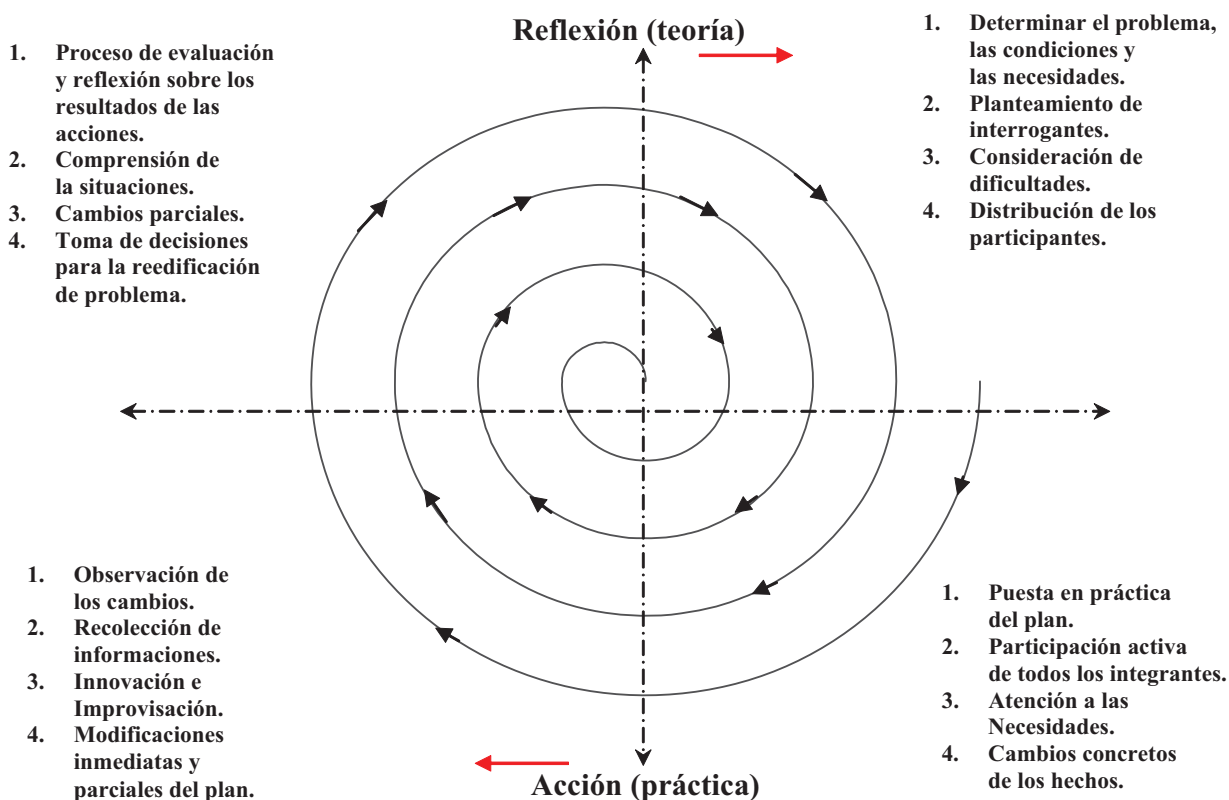 Reflexión (teoría)
1. Proceso de evaluación
y reflexión sobre los
resultados de las
acciones.
2. Comprensión de
la situaciones.
3. Cambios parciales.
4. Toma de decisiones
para la reedificación
de problema.
1. Determinar el problema,
las condiciones y
las necesidades.
2. Planteamiento de
interrogantes.
3. Consideración de
dificultades.
4. Distribución de los
participantes.
1. Observación de
los cambios.
2. Recolección de
informaciones.
3. Innovación e
Improvisación.
4. Modificaciones
inmediatas y
parciales del plan.
1. Puesta en práctica
del plan.
2. Participación activa
de todos los integrantes.
3. Atención a las
Necesidades.
4. Cambios concretos
de los hechos.
Acción (práctica)